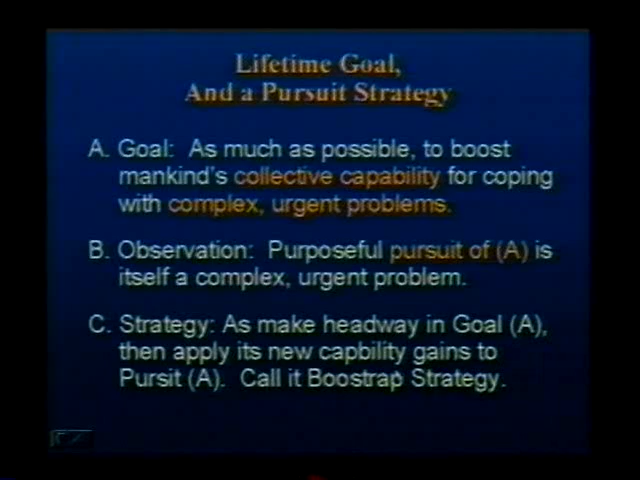 Lifetime Goal,
And a Pursuit Strategy
A. Goal: As much as possible, to boost
mankind's collective capability for coping
with complex, urgent problems.
B. Observation: Purposeful pursuit of (A) is
itself a complex, urgent problem.
C. Strategy: As make headway in Goal (A),
then apply its new capbility gains to
Pursit (A). Call it Boostrap Strategy.